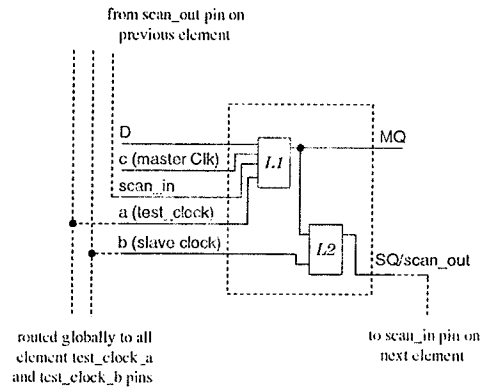 from scan_out pin on
previous element
D
MQ
c (master Clk)
L1
scan_in
a (test_clock)
b (slave clock)
L2
SQ/scan_out
routed globally to all
element test_clock_a
and test_clock_b pins
to scan_in pin on
next element